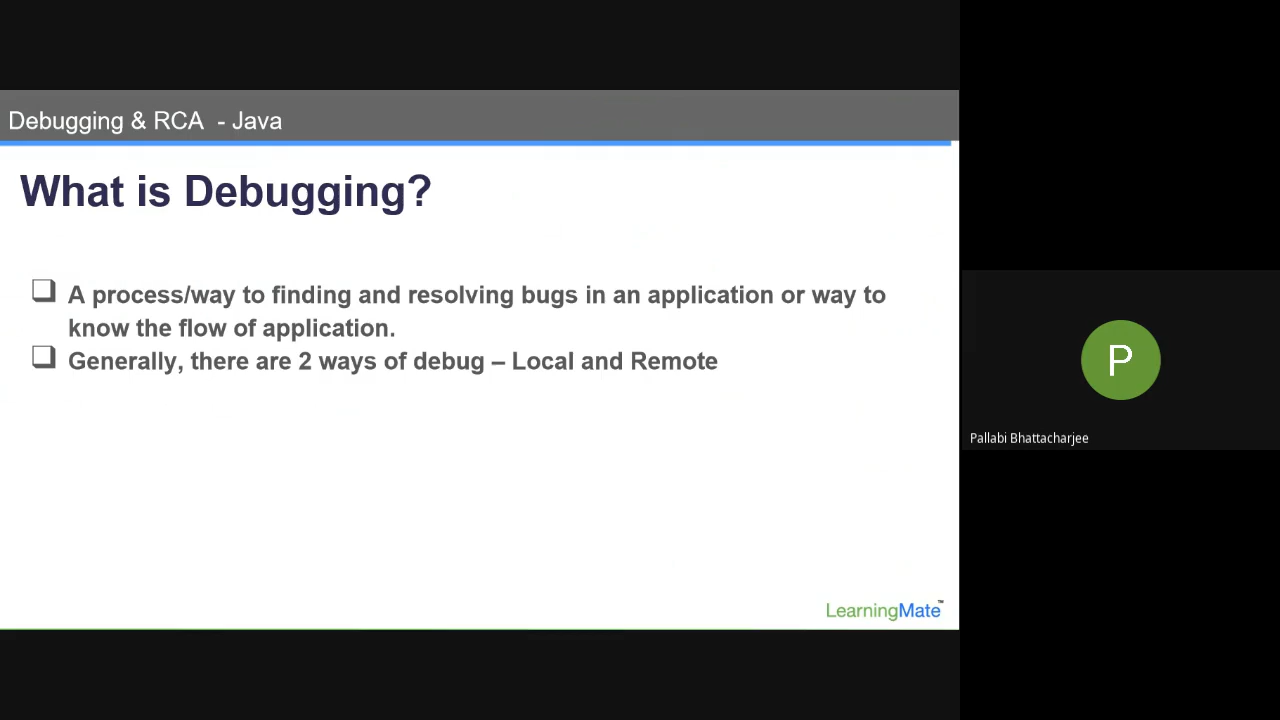 Debugging & RCA - Java
What is Debugging?
A process/way to finding and resolving bugs in an application or way to
know the flow of application.
Generally, there are 2 ways of debug – Local and Remote
P
Pallabi Bhattacharjee
LearningMate™